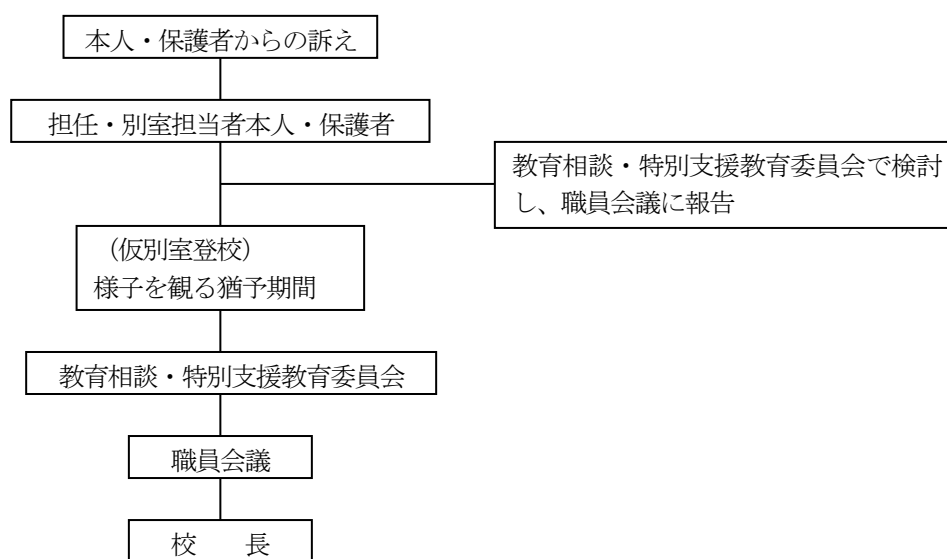 本人・保護者からの訴え
担任・別室担当者本人・保護者
教育相談・特別支援教育委員会で検討
し、職員会議に報告
（仮別室登校）
様子を観る猶予期間
教育相談・特別支援教育委員会
職員会議
校　　長